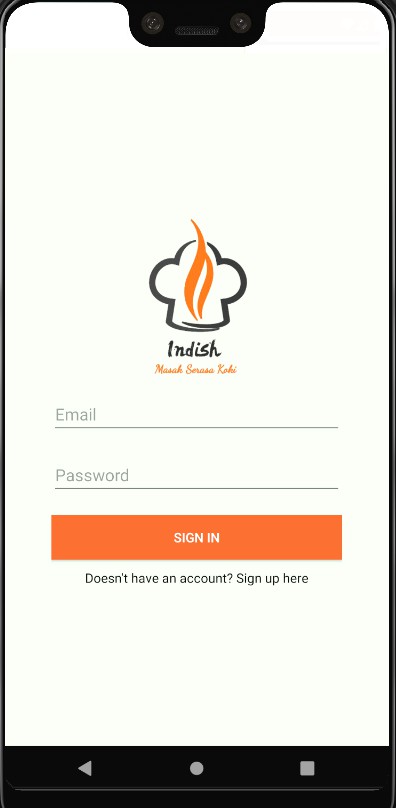 Indish
Masak Serasa Koki
Email
Password
SIGN IN
Doesn't have an account? Sign up here